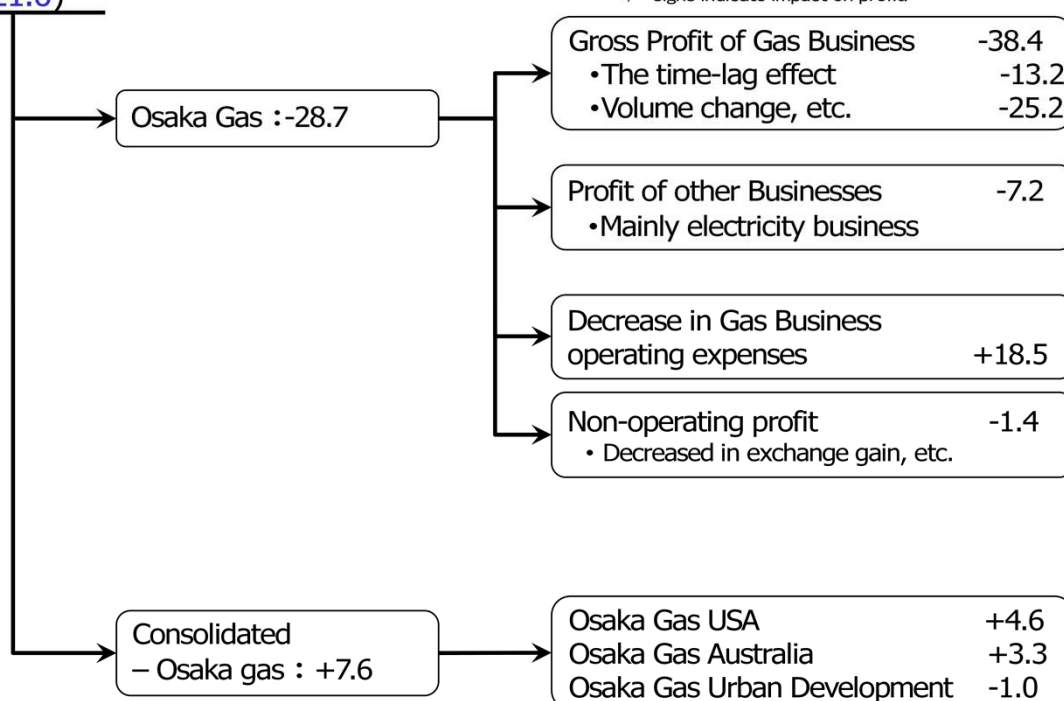 Gross Profit of Gas Business -38.4
•The time-lag effect -13.2
•Volume change, etc. -25.2
Osaka Gas：-28.7
Profit of other Businesses -7.2
•Mainly electricity business
Decrease in Gas Business
operating expenses +18.5
Non-operating profit -1.4
• Decreased in exchange gain, etc.
Consolidated
– Osaka gas：+7.6
Osaka Gas USA +4.6
Osaka Gas Australia +3.3
Osaka Gas Urban Development -1.0